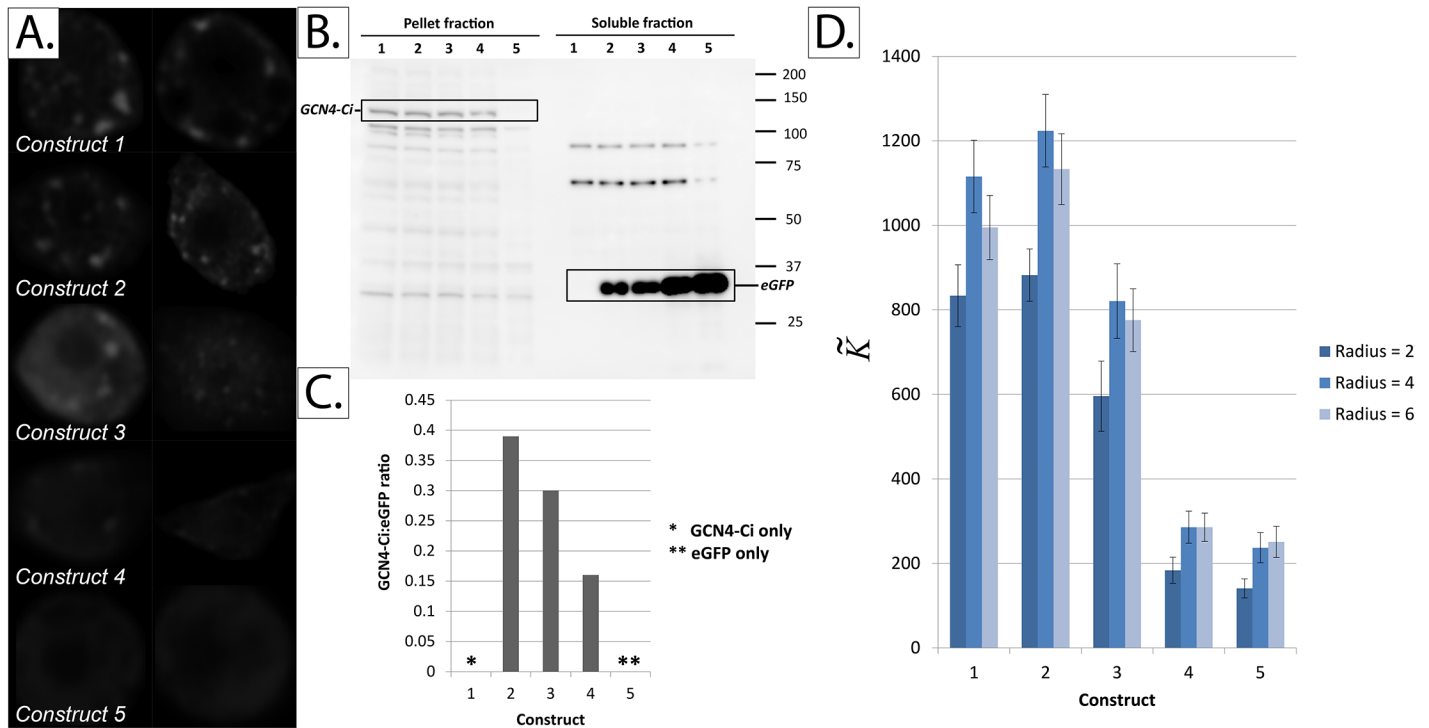 A.
Construct 1
Construct 2
Construct 3
Construct 4
Construct 5
B.
Pellet fraction
Soluble fraction
1 2 3 4 5
1 2 3 4 5
GCN4-Ci
200
150
100
75
50
37
eGFP
25
C.
0.45
0.4
0.35
0.3
0.25
0.2
0.15
0.1
0.05
0
GCN4-Ci:eGFP ratio
* **
1 2 3 4 5
Construct
* GCN4-Ci only
** eGFP only
D.
1400
1200
1000
800
600
400
200
0
K̃
1 2 3 4 5
Construct
Radius = 2
Radius = 4
Radius = 6